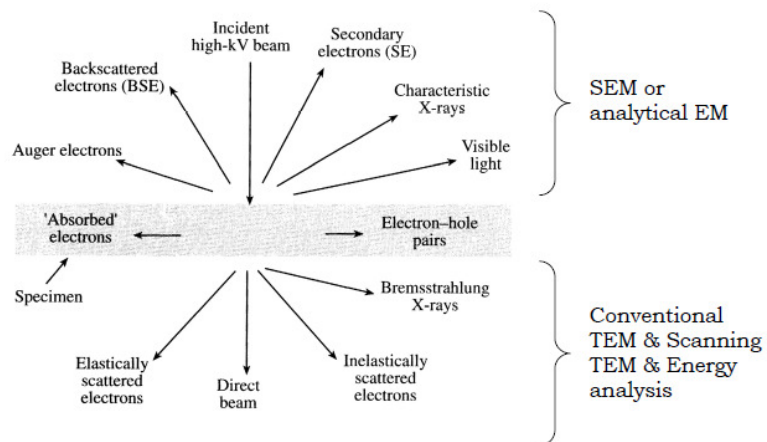 Incident
high-kV beam
Secondary
electrons (SE)
Backscattered
electrons (BSE)
Characteristic
X-rays
SEM or
analytical EM
Auger electrons
Visible
light
'Absorbed'
electrons
Electron–hole
pairs
Specimen
Bremsstrahlung
X-rays
Elastically
scattered
electrons
Direct
beam
Inelastically
scattered
electrons
Conventional
TEM & Scanning
TEM & Energy
analysis